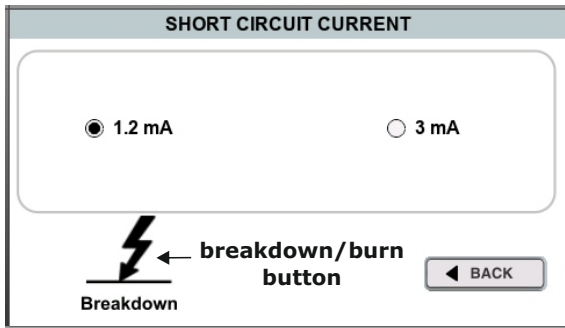 SHORT CIRCUIT CURRENT
1.2 mA
3 mA
breakdown/burn
button
BACK
Breakdown